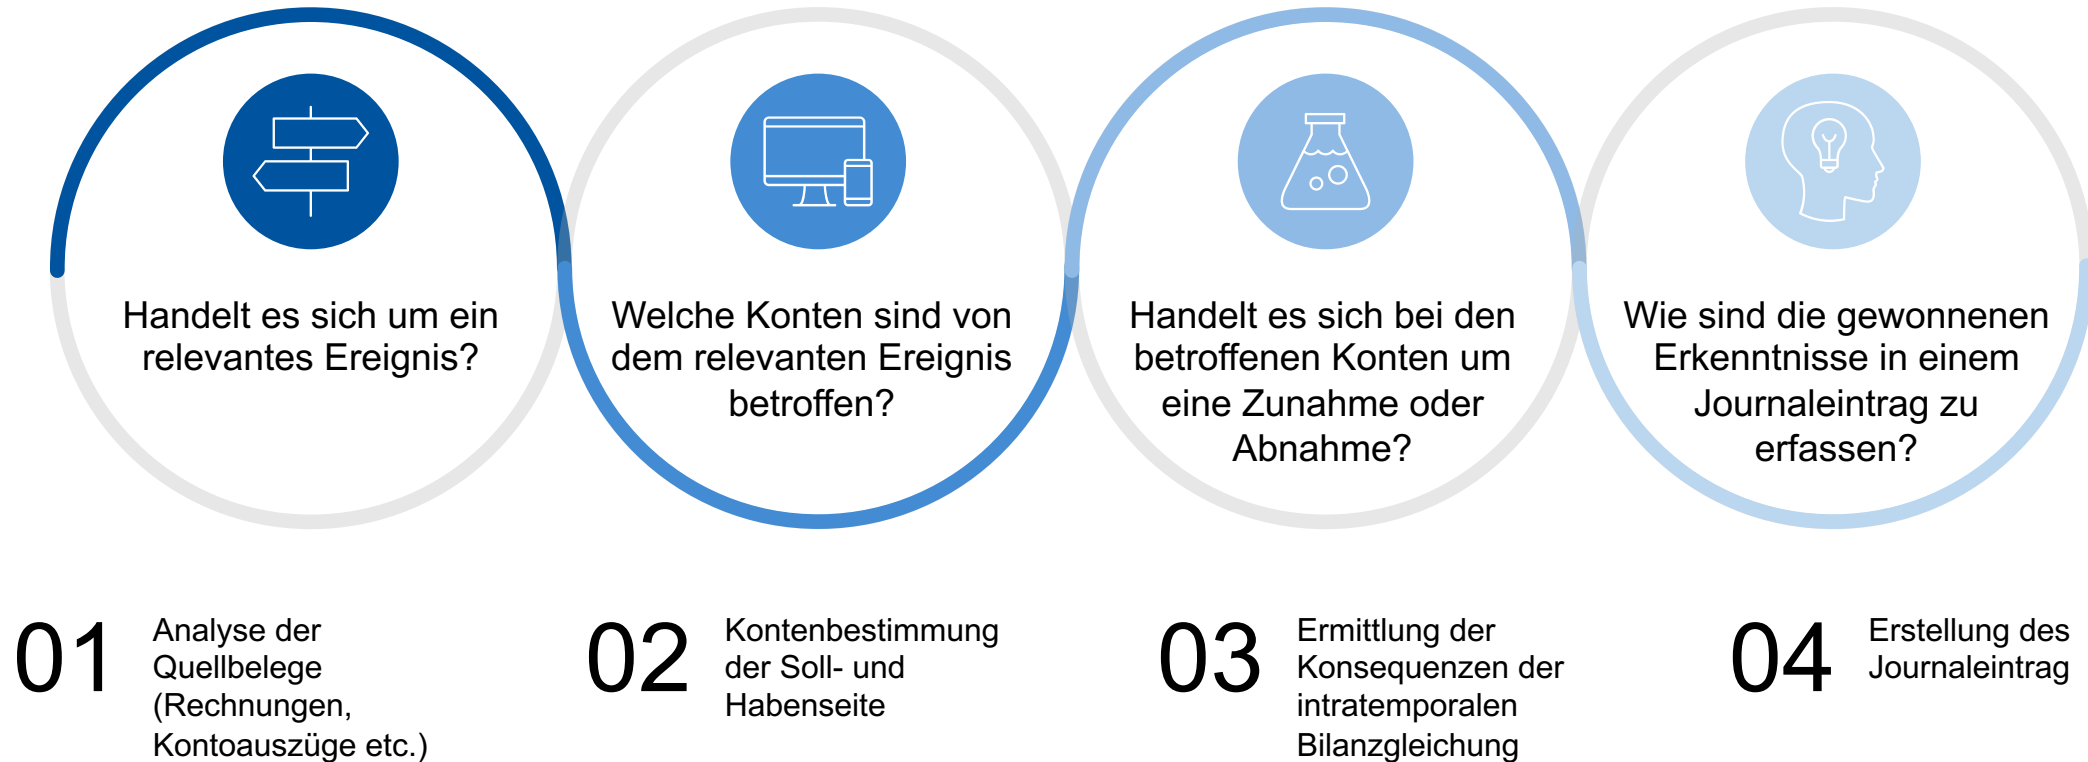 Handelt es sich um ein
relevantes Ereignis?
Welche Konten sind von
dem relevanten Ereignis
betroffen?
Handelt es sich bei den
betroffenen Konten um
eine Zunahme oder
Abnahme?
Wie sind die gewonnenen
Erkenntnisse in einem
Journaleintrag zu
erfassen?
01
Analyse der
Quellbelege
(Rechnungen,
Kontoauszüge etc.)
02
Kontenbestimmung
der Soll- und
Habenseite
03
Ermittlung der
Konsequenzen der
intratemporalen
Bilanzgleichung
04
Erstellung des
Journaleintrag